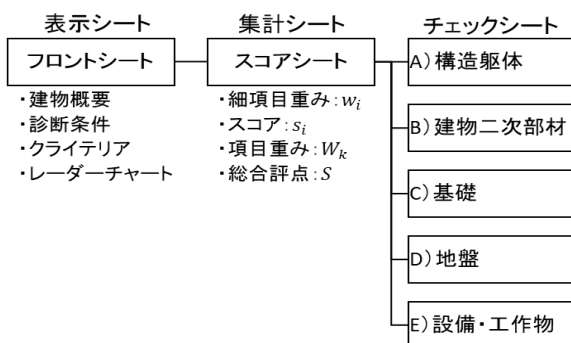 表示シート
フロントシート
・建物概要
・診断条件
・クライテリア
・レーダーチャート
集計シート
スコアシート
・細項目重み:wi
・スコア:si
・項目重み:Wk
・総合評点:S
チェックシート
A)構造躯体
B)建物二次部材
C)基礎
D)地盤
E)設備・工作物